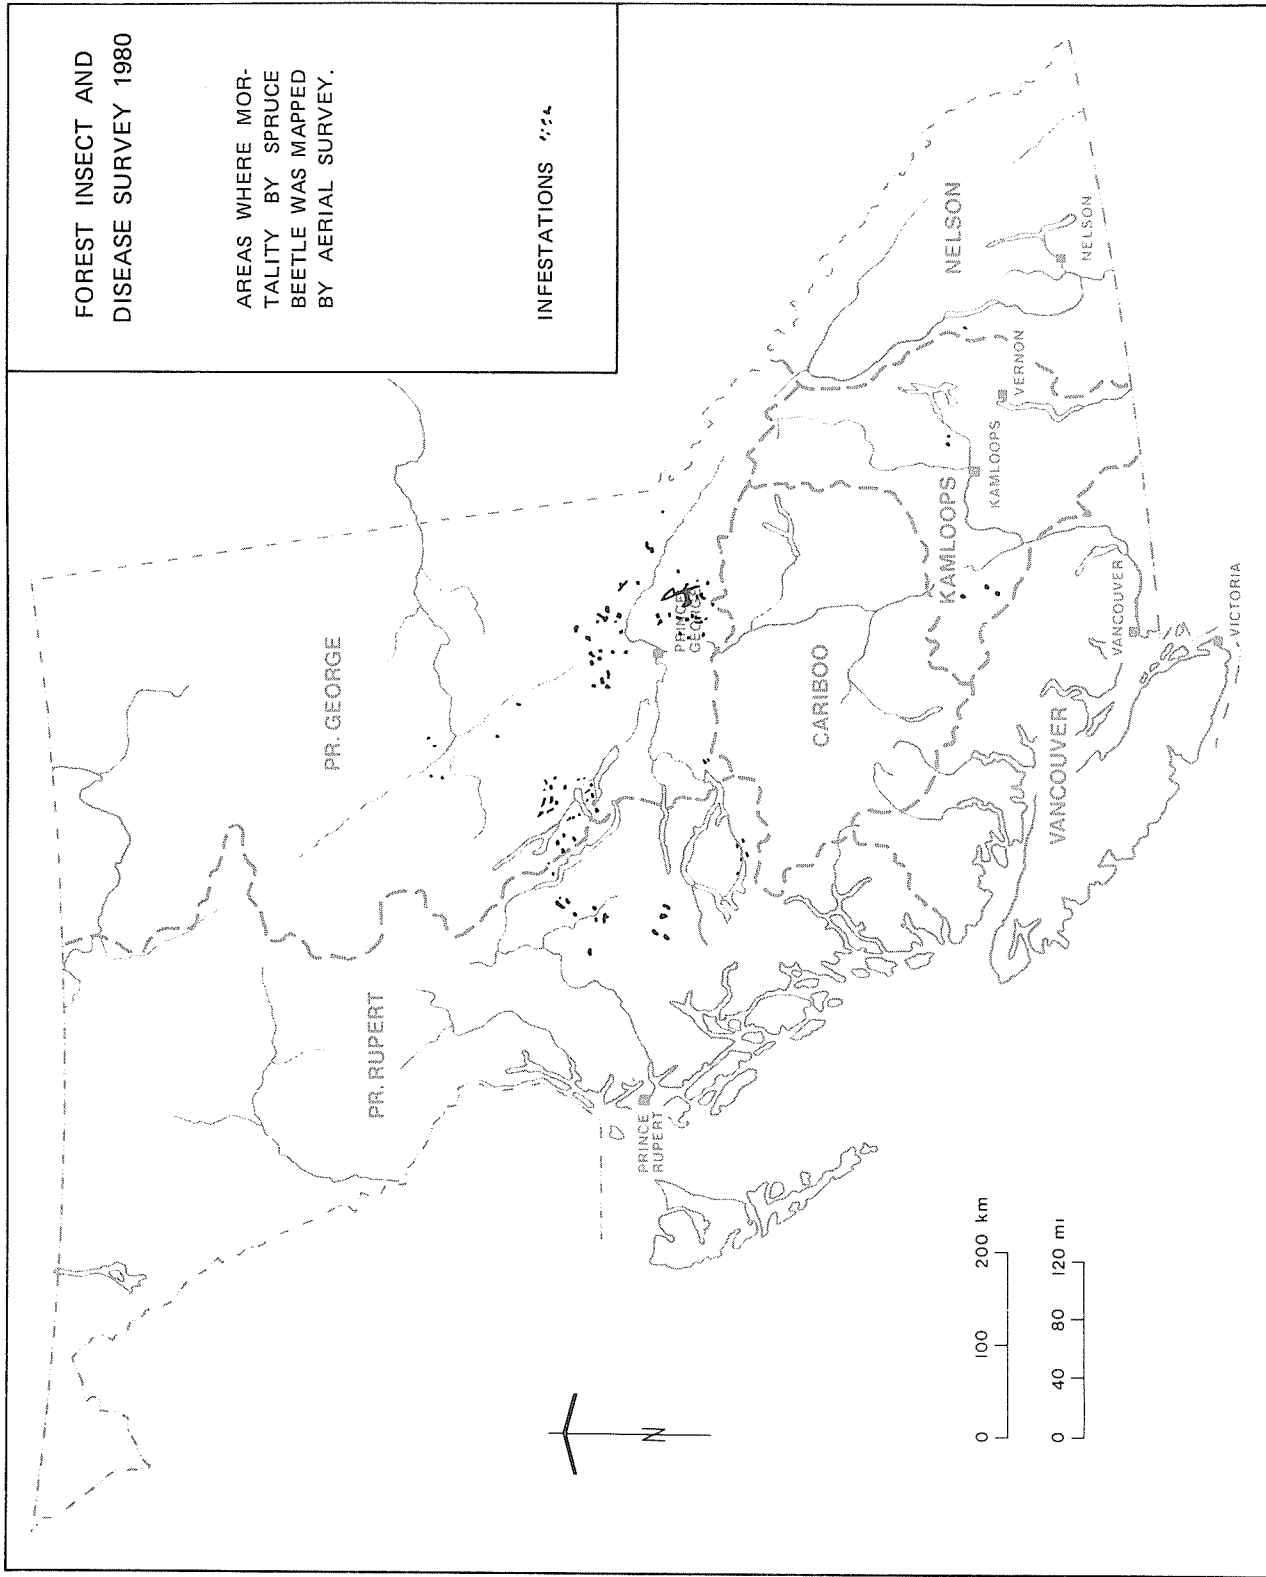 FOREST INSECT AND
DISEASE SURVEY 1980
AREAS WHERE MOR-
TALITY BY SPRUCE
BEETLE WAS MAPPED
BY AERIAL SURVEY.
INFESTATIONS
PR. GEORGE
PR. RUPERT
PRINCE
GEORGE
PRINCE
RUPERT
CARIBOO
KAMLOOPS
KAMLOOPS
VERNON
NELSON
NELSON
VANCOUVER
VANCOUVER
VICTORIA
N
0 100 200 km
0 40 80 120 mi